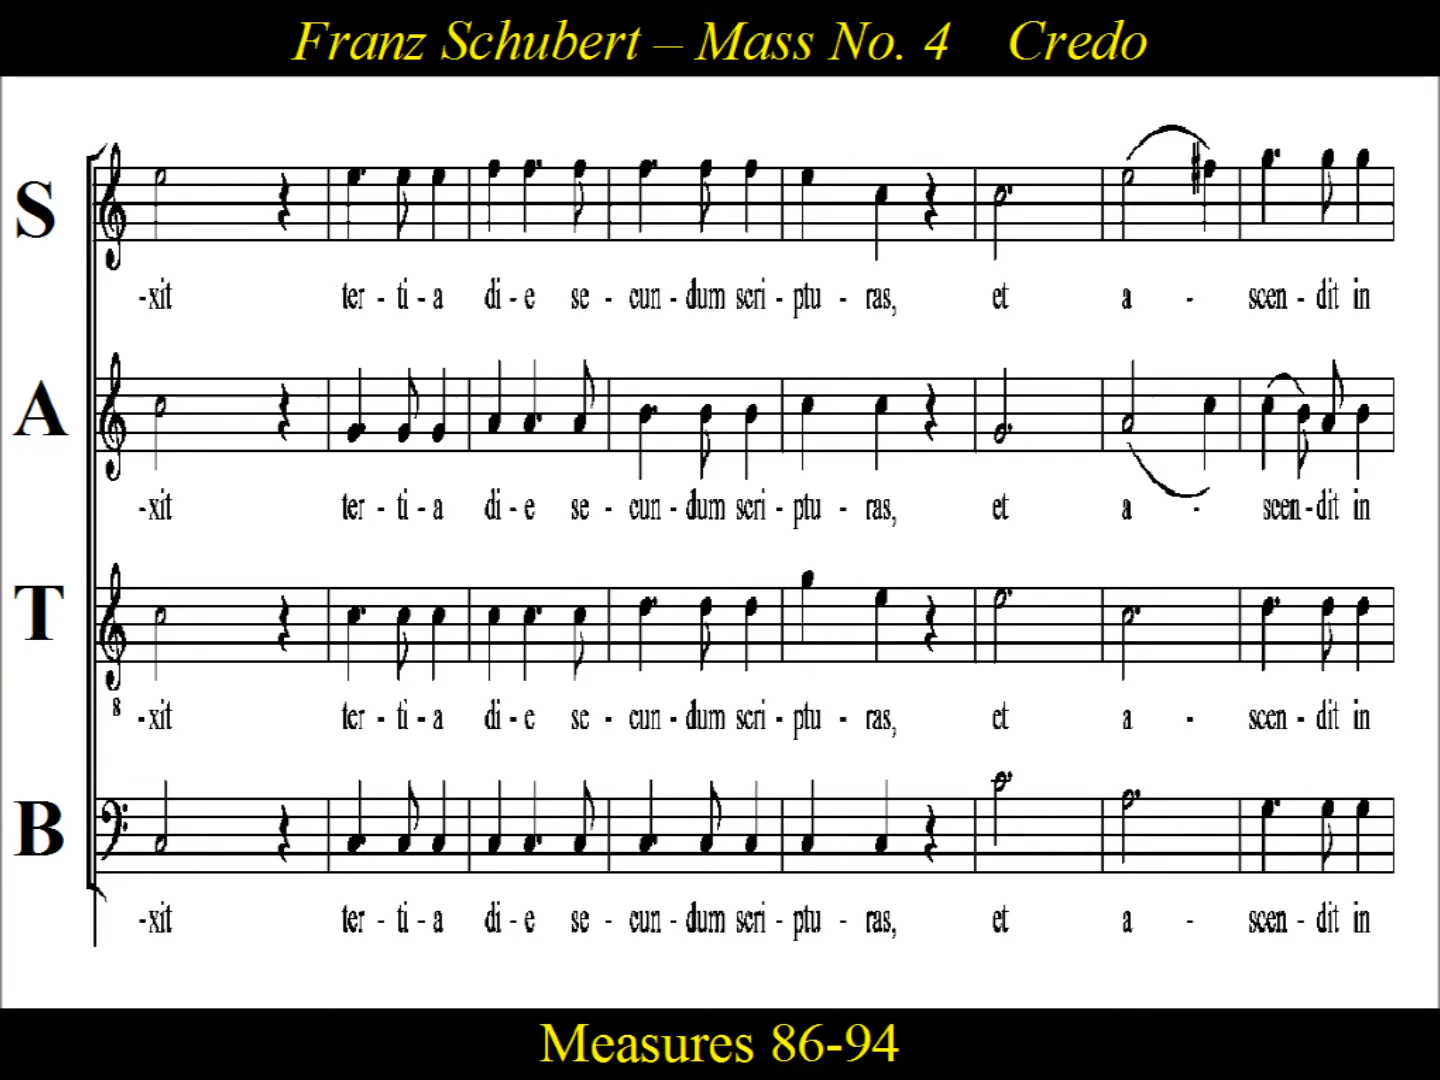 Franz Schubert – Mass No. 4 Credo
S
-xit ter - ti - a di - e se - cun - dum scri - ptu - ras, et a - scen - dit in
A
-xit ter - ti - a di - e se - cun - dum scri - ptu - ras, et a - scen - dit in
T
8 -xit ter - ti - a di - e se - cun - dum scri - ptu - ras, et a - scen - dit in
B
-xit ter - ti - a di - e se - cun - dum scri - ptu - ras, et a - scen - dit in
Measures 86-94